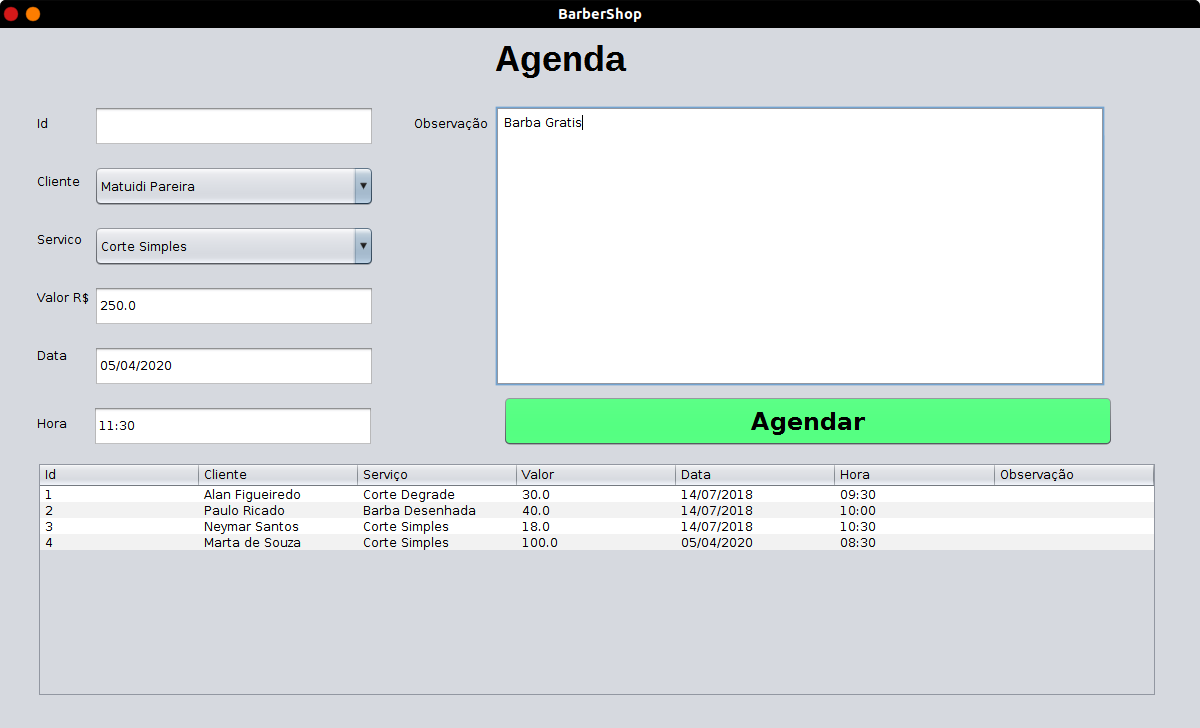 BarberShop
Agenda
Id
Cliente Matuidi Pareira
Servico Corte Simples
Valor R$ 250.0
Data 05/04/2020
Hora 11:30
Observação Barba Gratis
Agendar
Id Cliente Serviço Valor Data Hora Observação
1 Alan Figueiredo Corte Degrade 30.0 14/07/2018 09:30
2 Paulo Ricado Barba Desenhada 40.0 14/07/2018 10:00
3 Neymar Santos Corte Simples 18.0 14/07/2018 10:30
4 Marta de Souza Corte Simples 100.0 05/04/2020 08:30